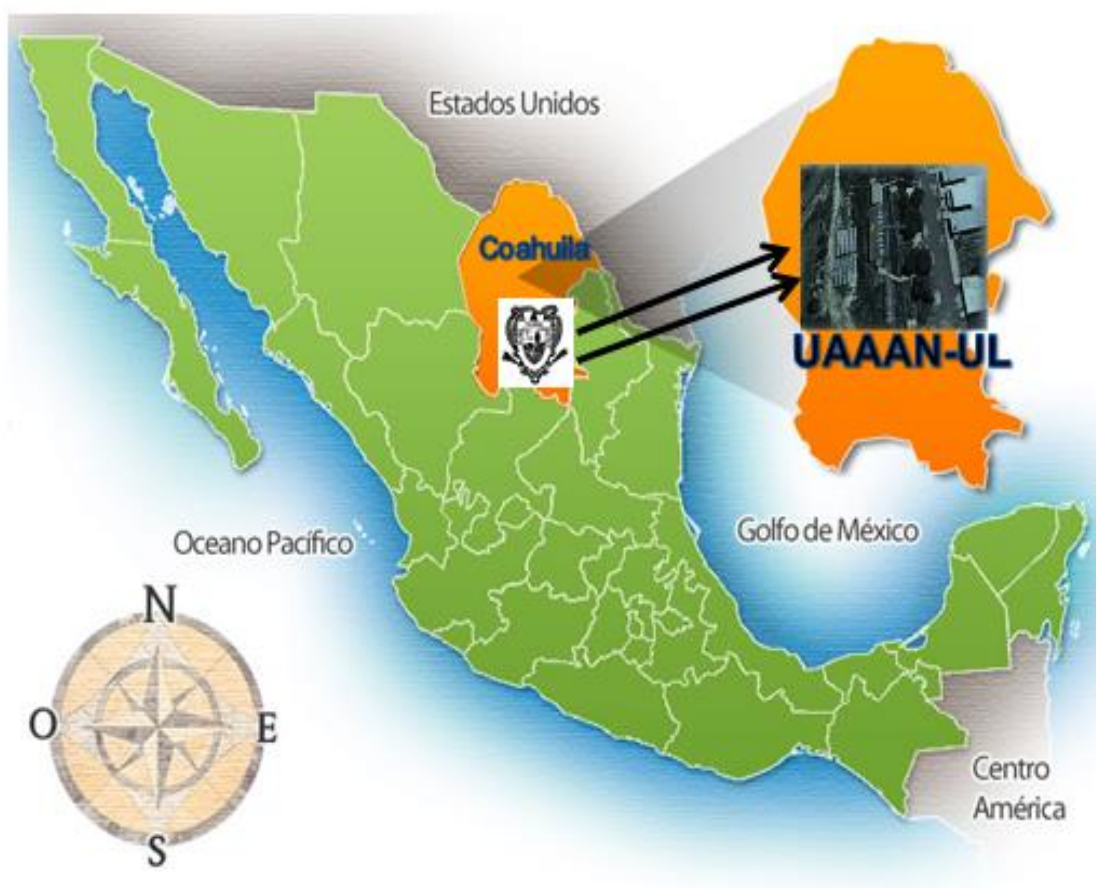 Estados Unidos
Coahuila
UAAAN-UL
Oceano Pacífico
Golfo de México
N
O
E
S
Centro
América